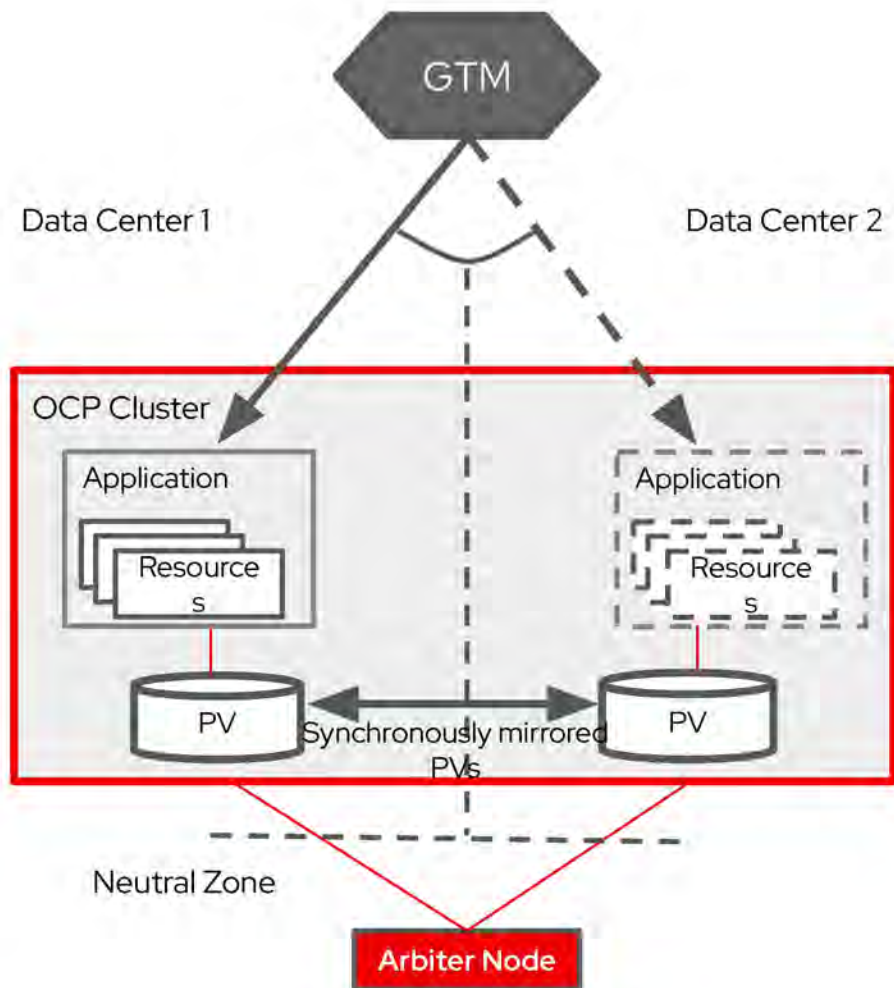 GTM
Data Center 1
Data Center 2
OCP Cluster
Application
Resource
s
Application
Resource
s
PV
PV
Synchronously mirrored
PVs
Neutral Zone
Arbiter Node